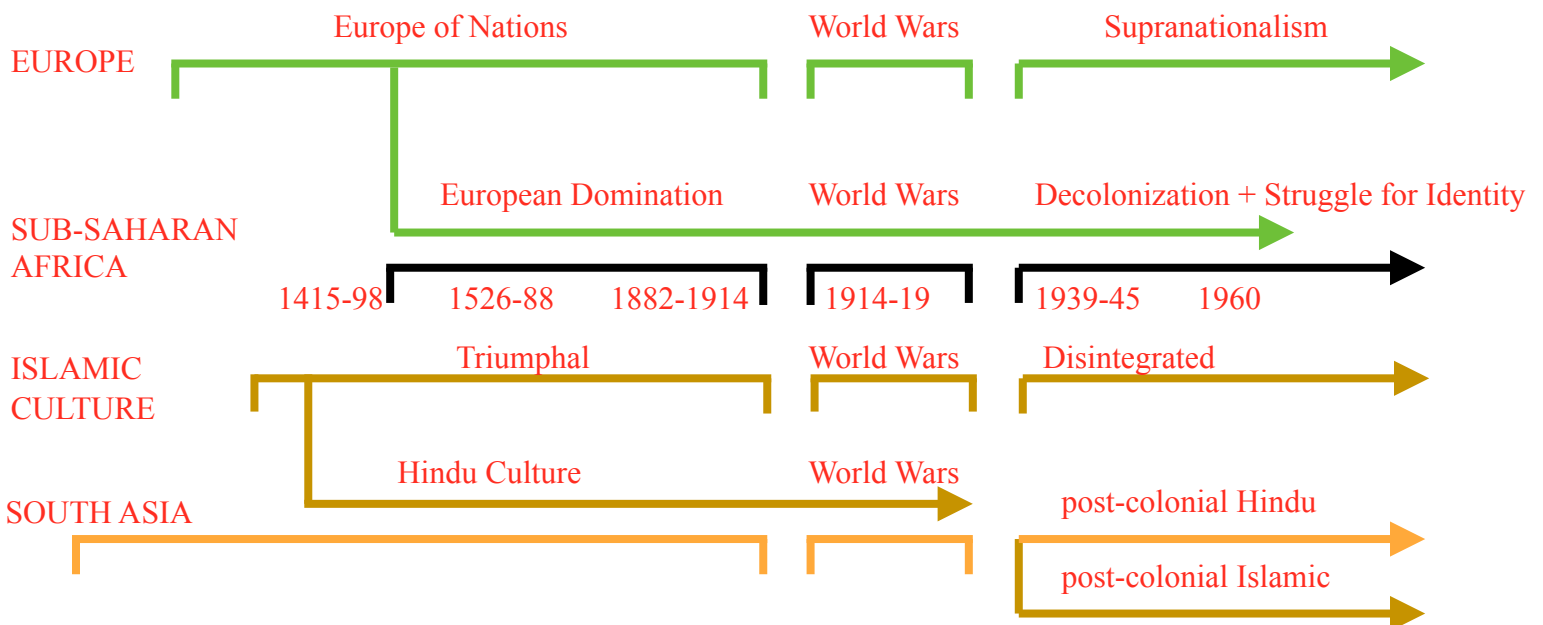 Europe of Nations
World Wars
Supranationalism
EUROPE
European Domination
World Wars
Decolonization + Struggle for Identity
SUB-SAHARAN
AFRICA
1415-98
1526-88
1882-1914
1914-19
1939-45
1960
Triumphal
World Wars
Disintegrated
ISLAMIC
CULTURE
Hindu Culture
World Wars
SOUTH ASIA
post-colonial Hindu
post-colonial Islamic